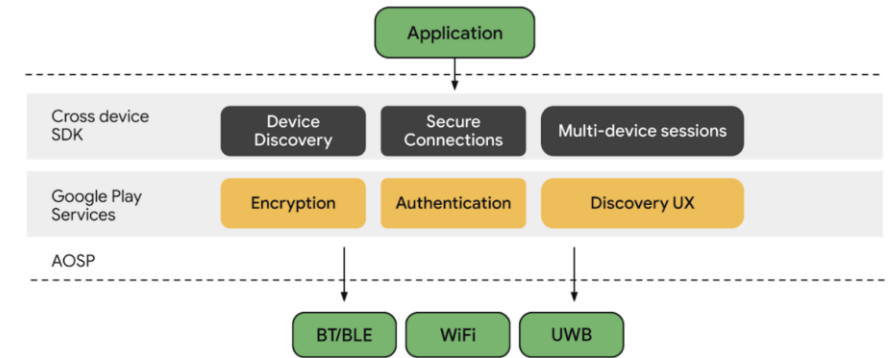 Application
Cross device
SDK
Device
Discovery
Secure
Connections
Multi-device sessions
Google Play
Services
Encryption
Authentication
Discovery UX
AOSP
BT/BLE
WiFi
UWB